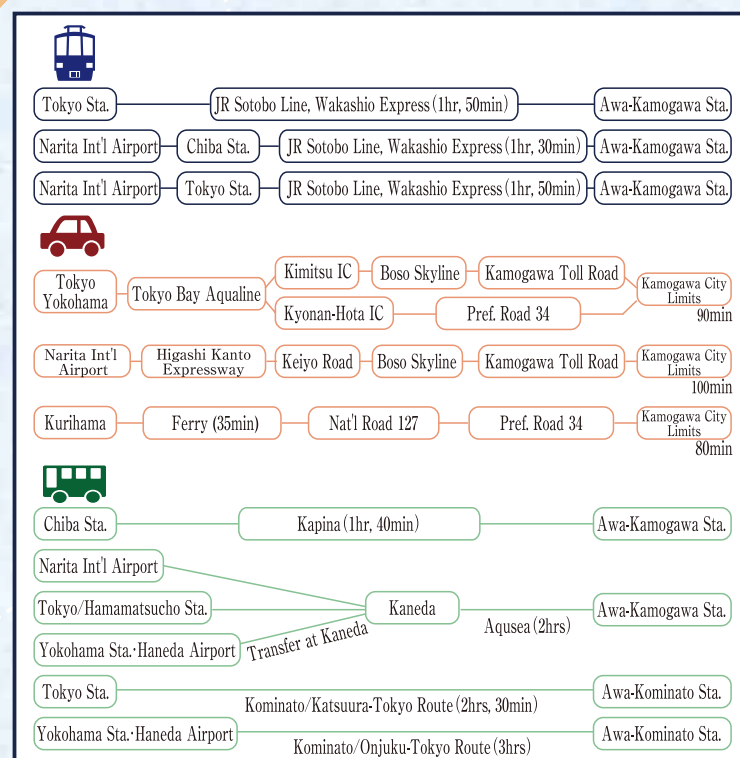 Tokyo Sta. JR Sotobo Line, Wakashio Express (1hr, 50min) Awa-Kamogawa Sta.
Narita Int'l Airport Chiba Sta. JR Sotobo Line, Wakashio Express (1hr, 30min) Awa-Kamogawa Sta.
Narita Int'l Airport Tokyo Sta. JR Sotobo Line, Wakashio Express (1hr, 50min) Awa-Kamogawa Sta.
Tokyo
Yokohama
Tokyo Bay Aqualine
Kimitsu IC Boso Skyline Kamogawa Toll Road
Kyonan-Hota IC Pref. Road 34
Kamogawa City
Limits
90min
Narita Int'l
Airport
Higashi Kanto
Expressway
Keiyo Road Boso Skyline Kamogawa Toll Road
Kamogawa City
Limits
100min
Kurihama Ferry (35min) Nat'l Road 127 Pref. Road 34
Kamogawa City
Limits
80min
Chiba Sta. Kapina (1hr, 40min) Awa-Kamogawa Sta.
Narita Int'l Airport
Tokyo/Hamamatsucho Sta.
Yokohama Sta.·Haneda Airport
Transfer at Kaneda
Kaneda
Aqusea (2hrs)
Awa-Kamogawa Sta.
Tokyo Sta. Kominato/Katsuura-Tokyo Route (2hrs, 30min) Awa-Kominato Sta.
Yokohama Sta.·Haneda Airport Kominato/Onjuku-Tokyo Route (3hrs) Awa-Kominato Sta.